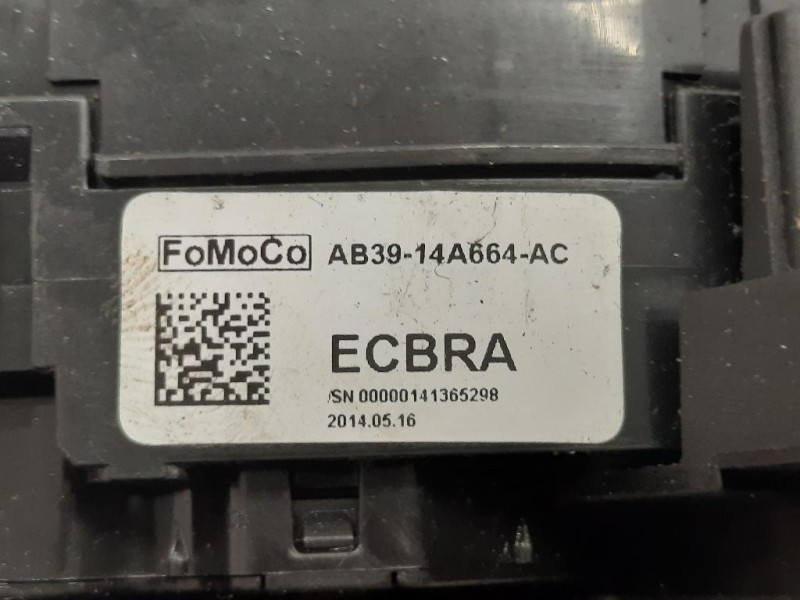 FoMoCo AB39-14A664-AC
ECBRA
/SN 00000141365298
2014.05.16